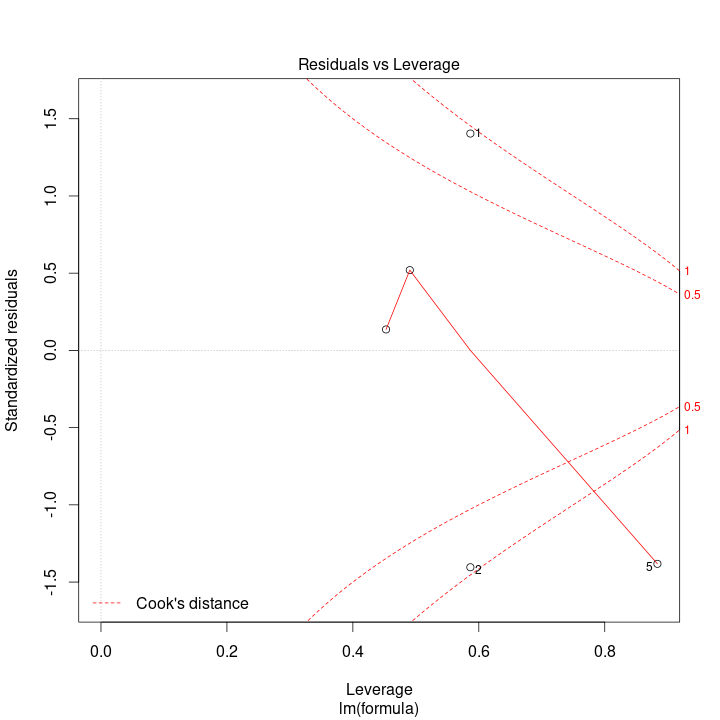 Residuals vs Leverage
Standardized residuals
1.5
1.0
0.5
0.0
-0.5
-1.0
-1.5
1
2
5
1
0.5
0.5
1
Cook's distance
0.0 0.2 0.4 0.6 0.8
Leverage
lm(formula)